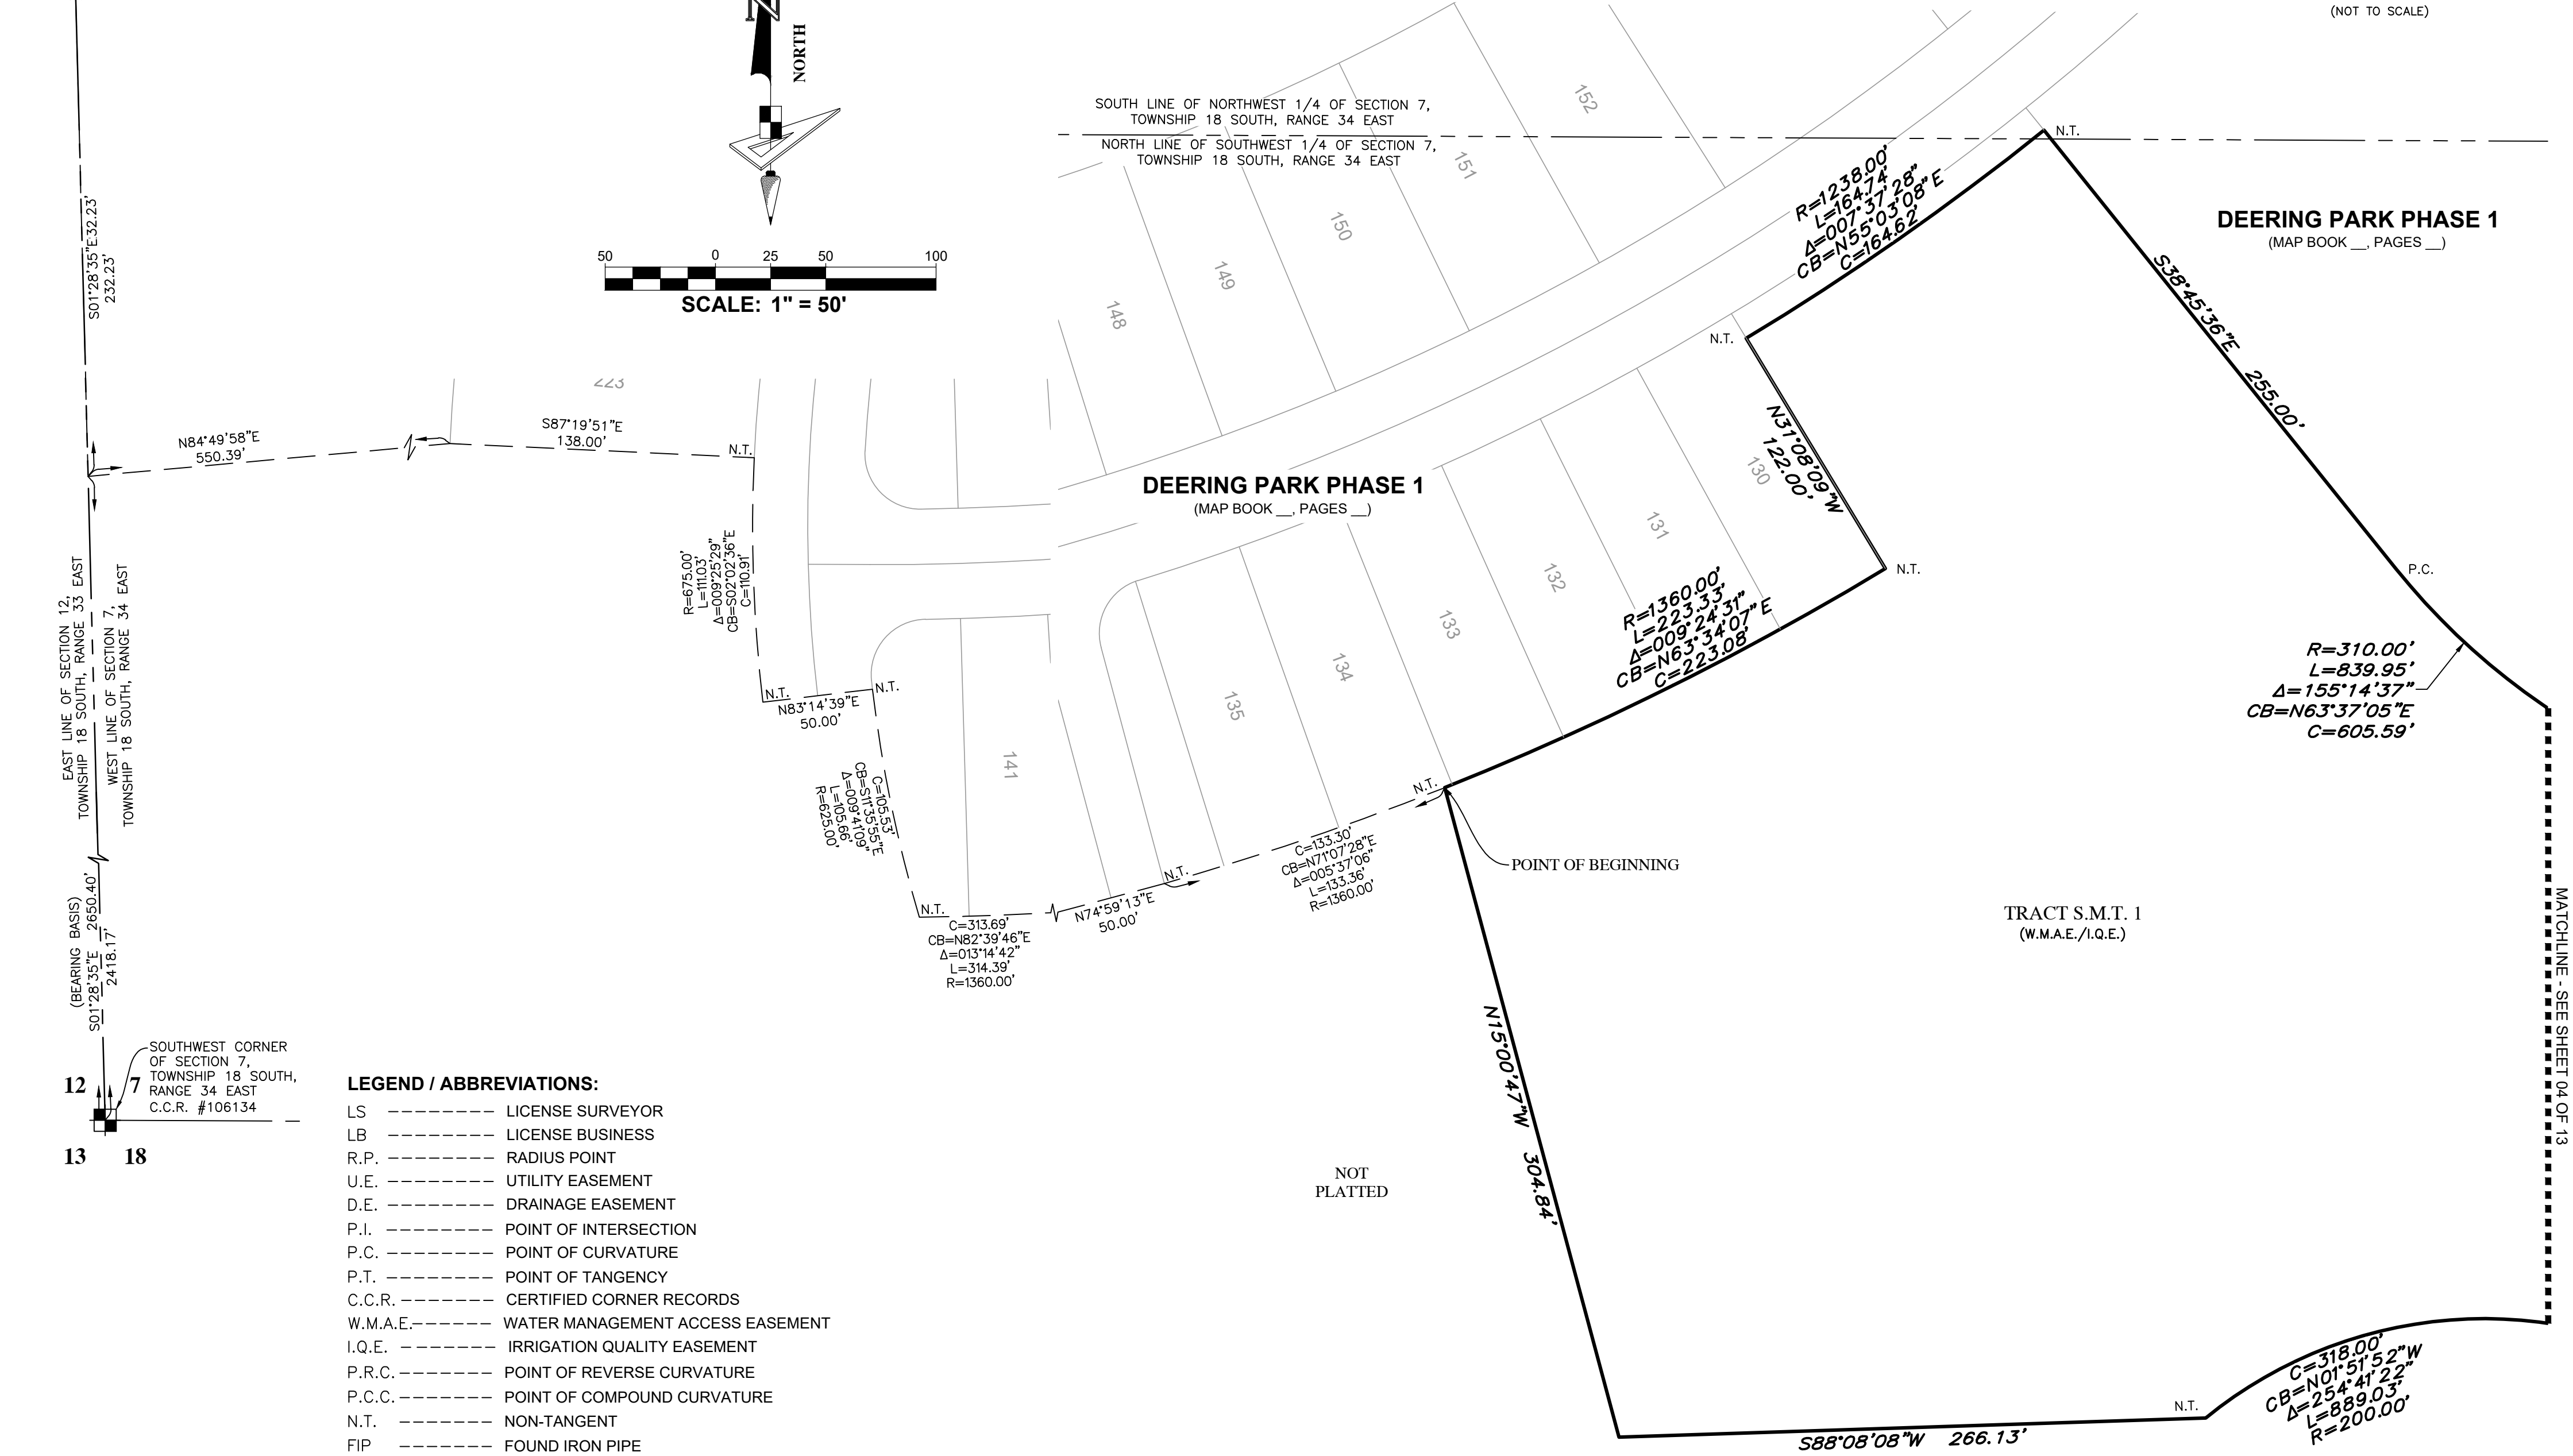 N
NORTH
(NOT TO SCALE)
SOUTH LINE OF NORTHWEST 1/4 OF SECTION 7,
TOWNSHIP 18 SOUTH, RANGE 34 EAST
NORTH LINE OF SOUTHWEST 1/4 OF SECTION 7,
TOWNSHIP 18 SOUTH, RANGE 34 EAST
152
151
150
149
148
N.T.
R=1238.00'
L=164.74'
Δ=007°37'28"
CB=N55°03'08"E
C=164.62'
DEERING PARK PHASE 1
(MAP BOOK __, PAGES __)
S38°45'36"E 255.00'
S01°28'35"E 232.23'
232.23'
50 0 25 50 100
SCALE: 1" = 50'
N.T.
N31°08'09"W
122.00'
N.T.
P.C.
R=310.00'
L=839.95'
Δ=155°14'37"
CB=N63°37'05"E
C=605.59'
223
N84°49'58"E
550.39'
S87°19'51"E
138.00'
N.T.
DEERING PARK PHASE 1
(MAP BOOK __, PAGES __)
130
131
132
133
134
135
141
R=675.00'
L=111.03'
Δ=009°25'29"
CB=S02°02'36"E
C=110.91'
R=1360.00'
L=223.33'
Δ=009°24'31"
CB=N63°34'07"E
C=223.08'
EAST LINE OF SECTION 12,
TOWNSHIP 18 SOUTH, RANGE 33 EAST
WEST LINE OF SECTION 7,
TOWNSHIP 18 SOUTH, RANGE 34 EAST
N.T.
N83°14'39"E
50.00'
N.T.
C=105.53'
CB=S11°35'55"E
Δ=009°41'09"
L=105.66'
R=625.00'
N.T.
C=313.69'
CB=N82°39'46"E
Δ=013°14'42"
L=314.39'
R=1360.00'
N74°59'13"E
50.00'
N.T.
C=133.30'
CB=N71°07'28"E
Δ=005°37'06"
L=133.36'
R=1360.00'
N.T.
POINT OF BEGINNING
TRACT S.M.T. 1
(W.M.A.E./I.Q.E.)
MATCHLINE - SEE SHEET 04 OF 13
N15°00'47"W 304.84'
NOT
PLATTED
(BEARING BASIS)
S01°28'35"E 2650.40'
2418.17'
SOUTHWEST CORNER
OF SECTION 7,
TOWNSHIP 18 SOUTH,
RANGE 34 EAST
C.C.R. #106134
12 7
13 18
LEGEND / ABBREVIATIONS:
LS -------- LICENSE SURVEYOR
LB -------- LICENSE BUSINESS
R.P. -------- RADIUS POINT
U.E. -------- UTILITY EASEMENT
D.E. -------- DRAINAGE EASEMENT
P.I. -------- POINT OF INTERSECTION
P.C. -------- POINT OF CURVATURE
P.T. -------- POINT OF TANGENCY
C.C.R. ------- CERTIFIED CORNER RECORDS
W.M.A.E.------ WATER MANAGEMENT ACCESS EASEMENT
I.Q.E. ------- IRRIGATION QUALITY EASEMENT
P.R.C. ------- POINT OF REVERSE CURVATURE
P.C.C. ------- POINT OF COMPOUND CURVATURE
N.T. ------- NON-TANGENT
FIP ------- FOUND IRON PIPE
N.T.
S88°08'08"W 266.13'
C=318.00'
CB=N01°51'52"W
Δ=254°41'22"
L=889.03'
R=200.00'